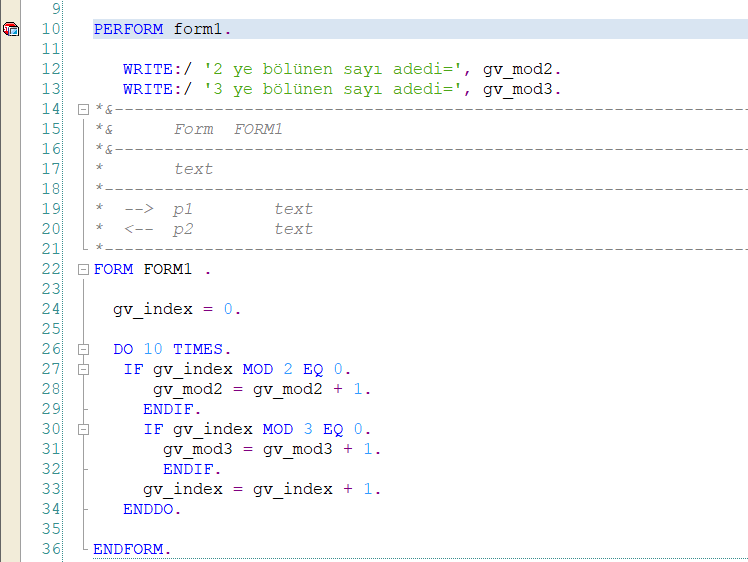 9
10 PERFORM form1.
11
12 WRITE:/ '2 ye bölünen sayı adedi=', gv_mod2.
13 WRITE:/ '3 ye bölünen sayı adedi=', gv_mod3.
14 *&---------------------------------------------------------------
15 *&      Form  FORM1
16 *&---------------------------------------------------------------
17 *       text
18 *----------------------------------------------------------------
19 *  -->  p1        text
20 *  <--  p2        text
21 *----------------------------------------------------------------
22 FORM FORM1 .
23
24 gv_index = 0.
25
26 DO 10 TIMES.
27 IF gv_index MOD 2 EQ 0.
28 gv_mod2 = gv_mod2 + 1.
29 ENDIF.
30 IF gv_index MOD 3 EQ 0.
31 gv_mod3 = gv_mod3 + 1.
32 ENDIF.
33 gv_index = gv_index + 1.
34 ENDDO.
35
36 ENDFORM.